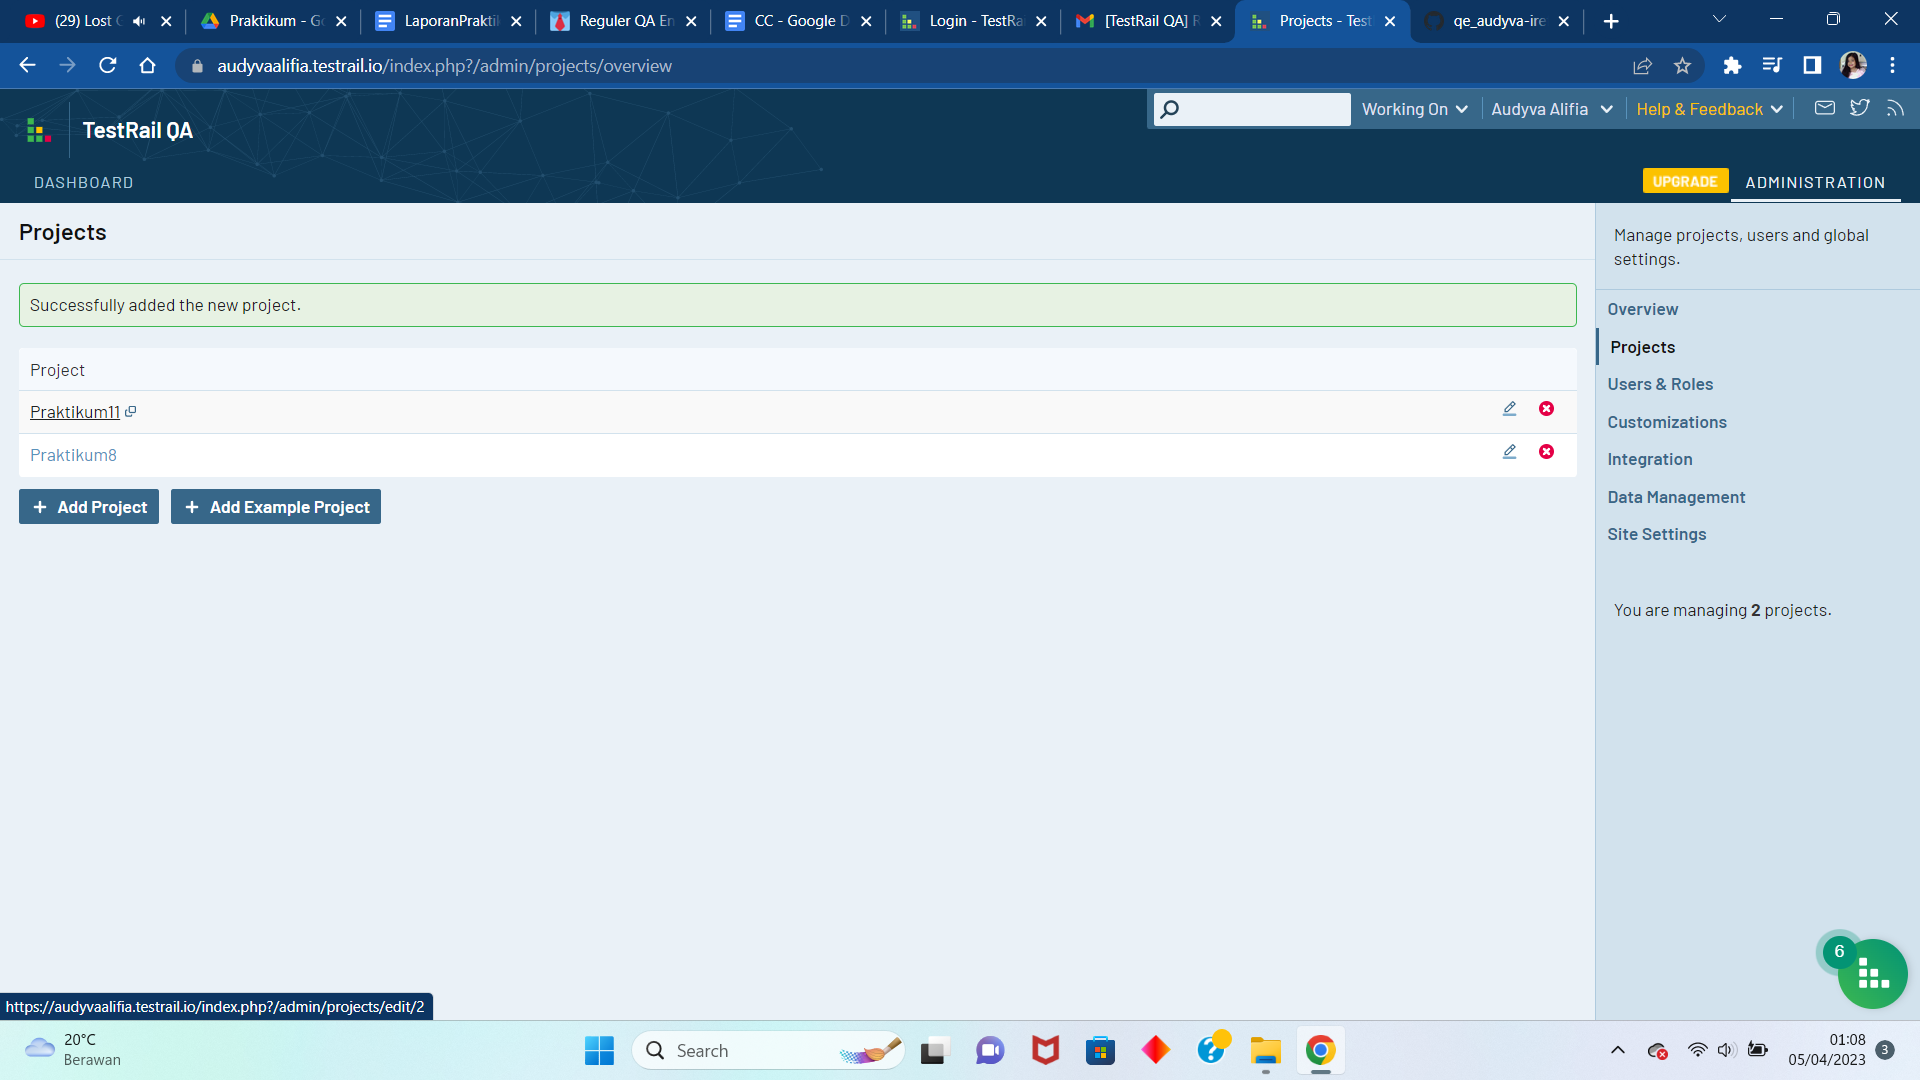 (29) Lost
Praktikum - Go
LaporanPrakti
Reguler QA En
CC - Google D
Login - TestRai
[TestRail QA] R
Projects - Test
qe_audyva-ire
audyvaalifia.testrail.io/index.php?/admin/projects/overview
Working On
Audyva Alifia
Help & Feedback
TestRail QA
DASHBOARD
UPGRADE
ADMINISTRATION
Projects
Manage projects, users and global
settings.
Successfully added the new project.
Overview
Projects
Users & Roles
Customizations
Integration
Data Management
Site Settings
Project
Praktikum11
Praktikum8
+ Add Project
+ Add Example Project
You are managing 2 projects.
6
https://audyvaalifia.testrail.io/index.php?/admin/projects/edit/2
20°C
Berawan
Search
01:08
05/04/2023
3